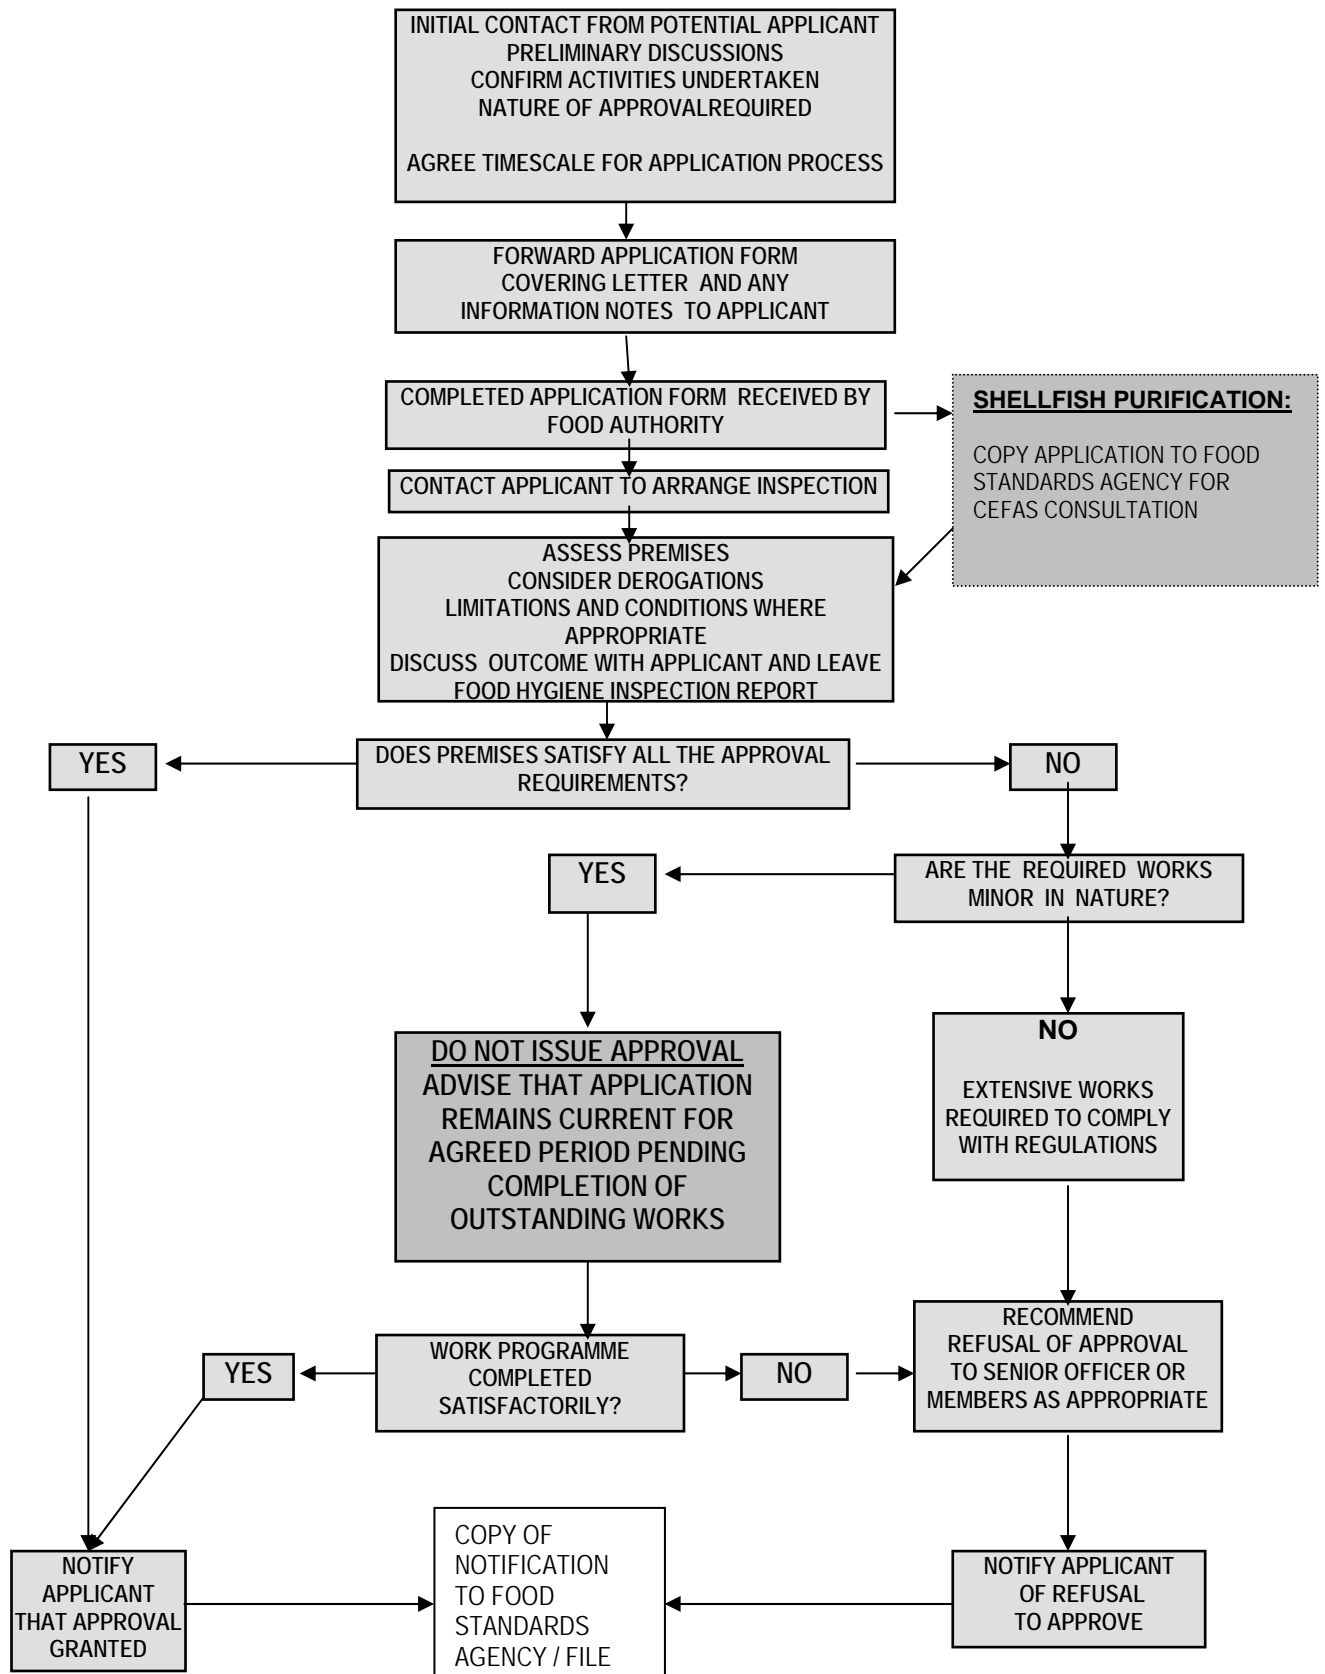 INITIAL CONTACT FROM POTENTIAL APPLICANT
PRELIMINARY DISCUSSIONS
CONFIRM ACTIVITIES UNDERTAKEN
NATURE OF APPROVALREQUIRED
AGREE TIMESCALE FOR APPLICATION PROCESS
FORWARD APPLICATION FORM
COVERING LETTER AND ANY
INFORMATION NOTES TO APPLICANT
COMPLETED APPLICATION FORM RECEIVED BY
FOOD AUTHORITY
SHELLFISH PURIFICATION:
COPY APPLICATION TO FOOD
STANDARDS AGENCY FOR
CEFAS CONSULTATION
CONTACT APPLICANT TO ARRANGE INSPECTION
ASSESS PREMISES
CONSIDER DEROGATIONS
LIMITATIONS AND CONDITIONS WHERE
APPROPRIATE
DISCUSS OUTCOME WITH APPLICANT AND LEAVE
FOOD HYGIENE INSPECTION REPORT
YES
DOES PREMISES SATISFY ALL THE APPROVAL
REQUIREMENTS?
NO
YES
ARE THE REQUIRED WORKS
MINOR IN NATURE?
DO NOT ISSUE APPROVAL
ADVISE THAT APPLICATION
REMAINS CURRENT FOR
AGREED PERIOD PENDING
COMPLETION OF
OUTSTANDING WORKS
NO
EXTENSIVE WORKS
REQUIRED TO COMPLY
WITH REGULATIONS
YES
WORK PROGRAMME
COMPLETED
SATISFACTORILY?
NO
RECOMMEND
REFUSAL OF APPROVAL
TO SENIOR OFFICER OR
MEMBERS AS APPROPRIATE
NOTIFY
APPLICANT
THAT APPROVAL
GRANTED
COPY OF
NOTIFICATION
TO FOOD
STANDARDS
AGENCY / FILE
NOTIFY APPLICANT
OF REFUSAL
TO APPROVE